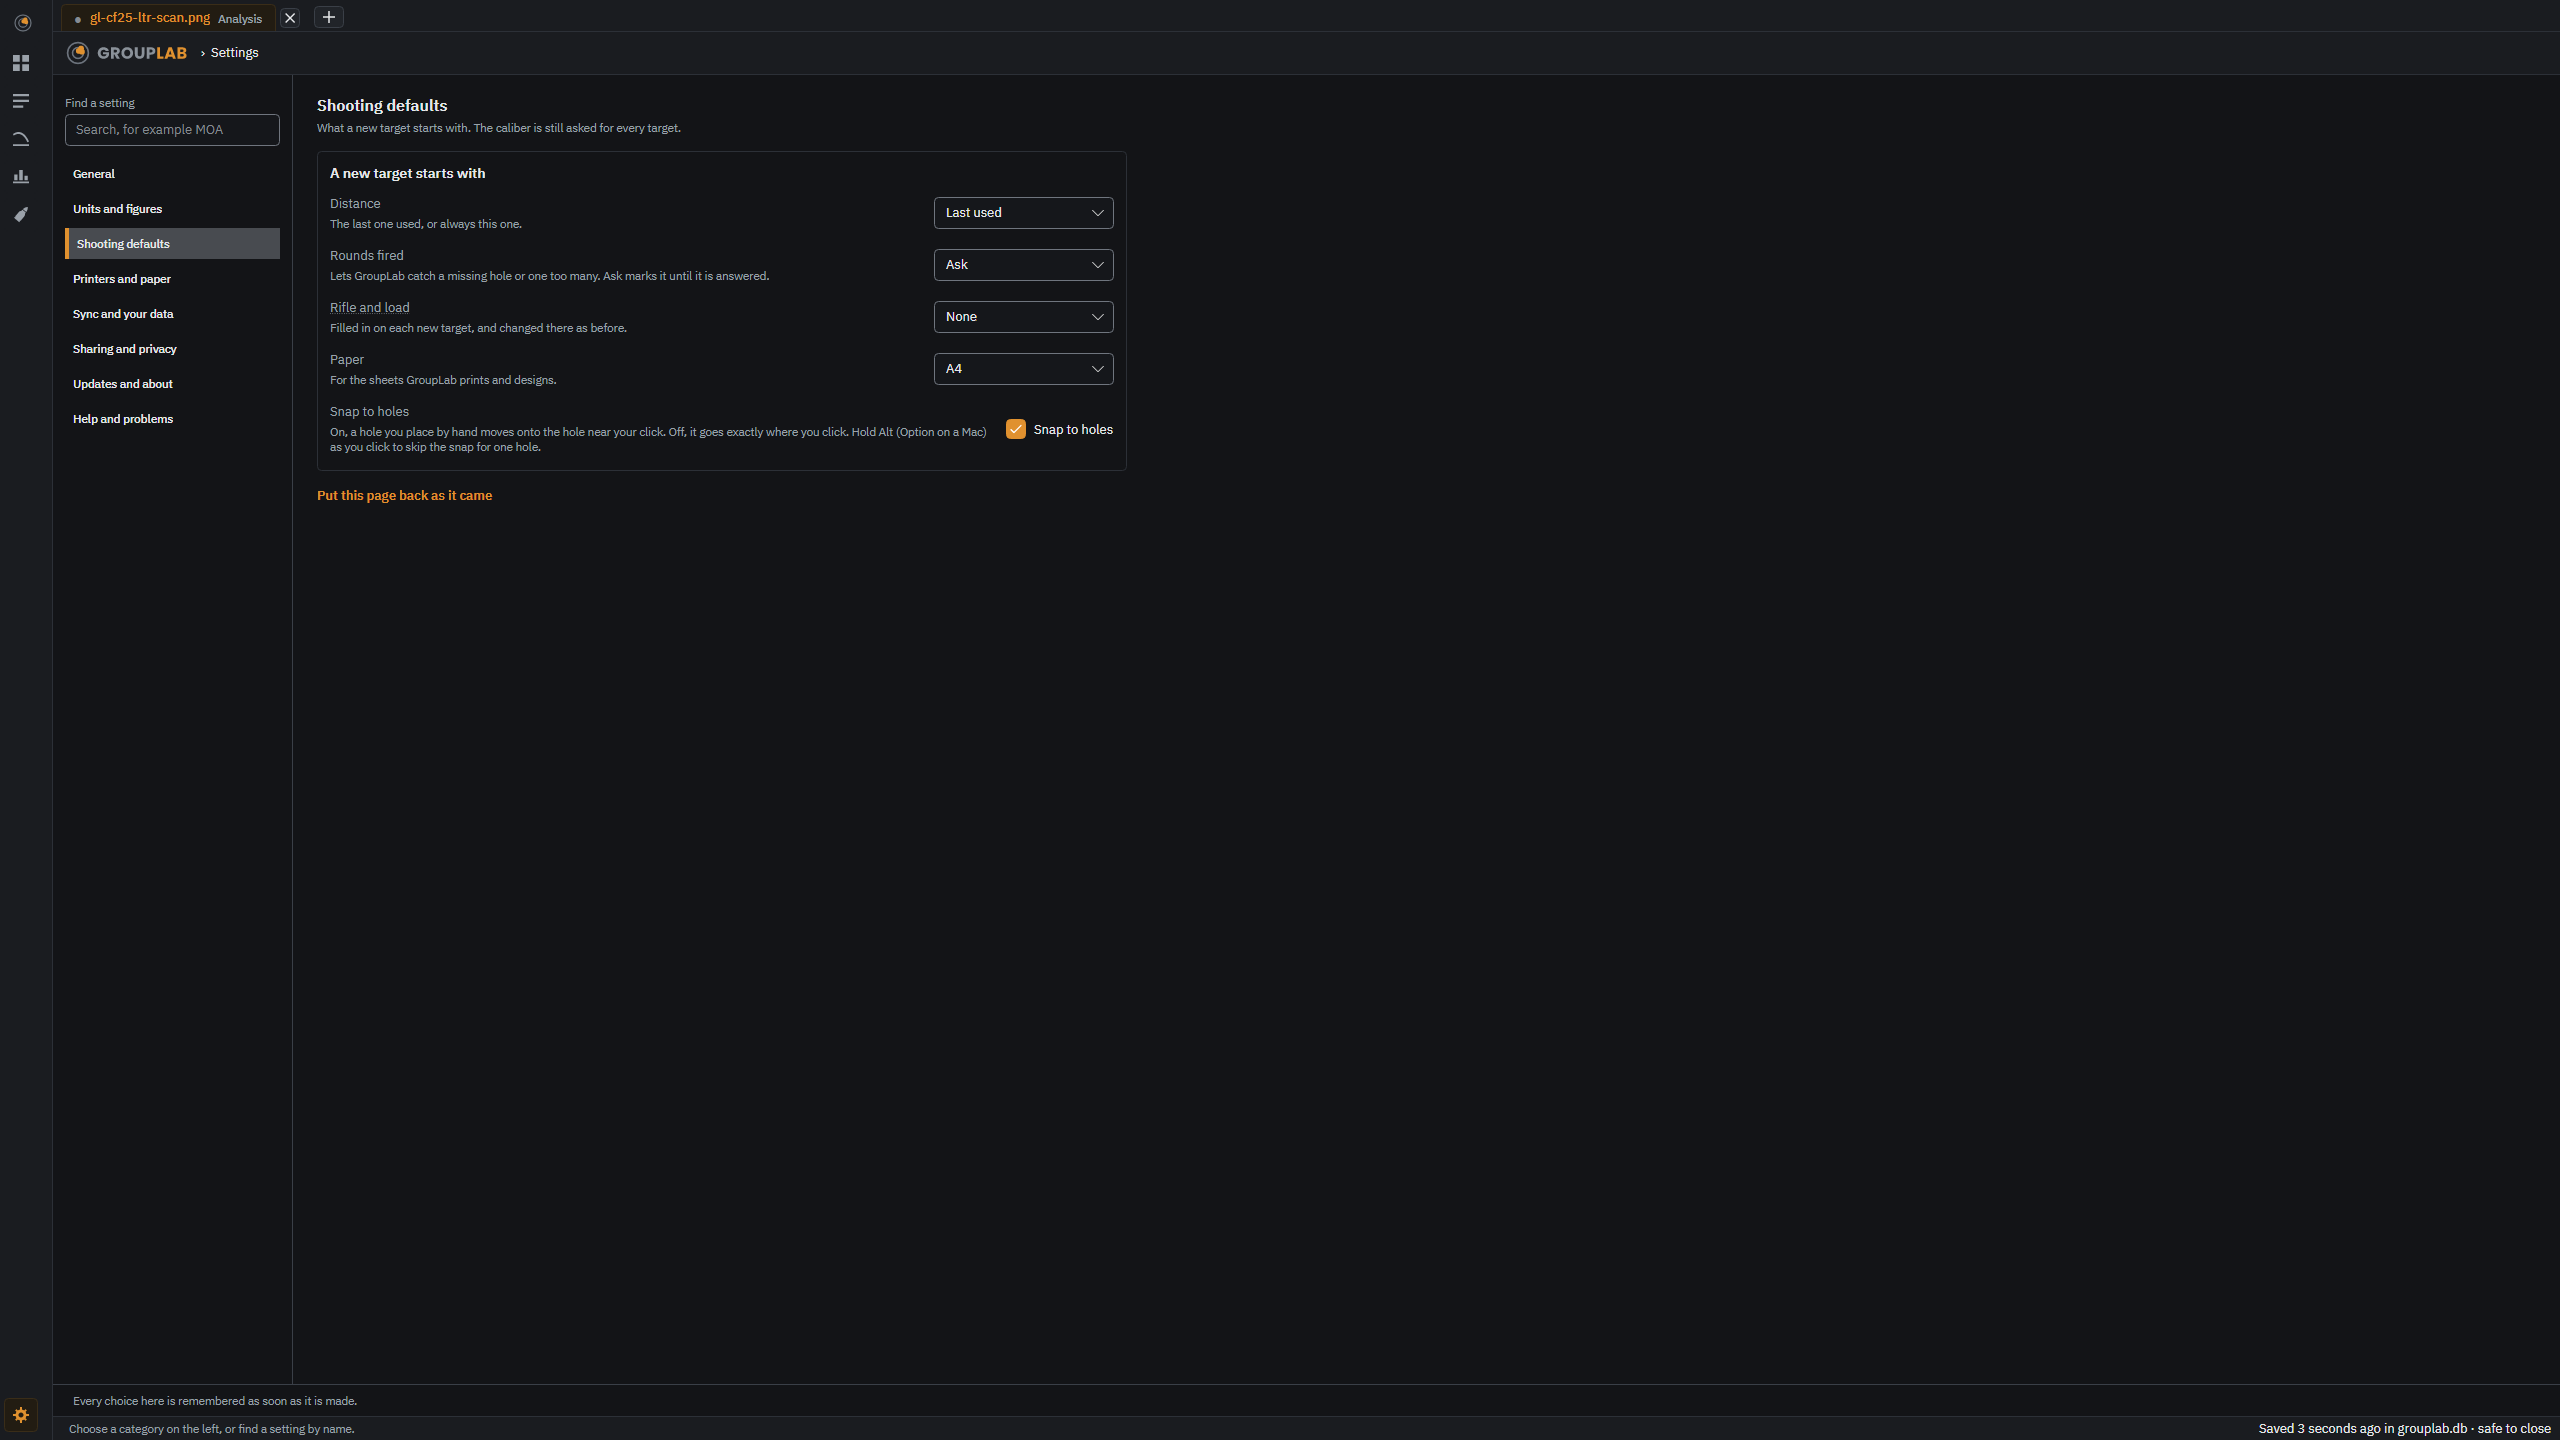 gl-cf25-ltr-scan.png Analysis
GROUPLAB › Settings
Find a setting
Search, for example MOA
General
Units and figures
Shooting defaults
Printers and paper
Sync and your data
Sharing and privacy
Updates and about
Help and problems
Shooting defaults
What a new target starts with. The caliber is still asked for every target.
A new target starts with
Distance
The last one used, or always this one.
Last used
Rounds fired
Lets GroupLab catch a missing hole or one too many. Ask marks it until it is answered.
Ask
Rifle and load
Filled in on each new target, and changed there as before.
None
Paper
For the sheets GroupLab prints and designs.
A4
Snap to holes
On, a hole you place by hand moves onto the hole near your click. Off, it goes exactly where you click. Hold Alt (Option on a Mac)
as you click to skip the snap for one hole.
Snap to holes
Put this page back as it came
Every choice here is remembered as soon as it is made.
Choose a category on the left, or find a setting by name.
Saved 3 seconds ago in grouplab.db · safe to close